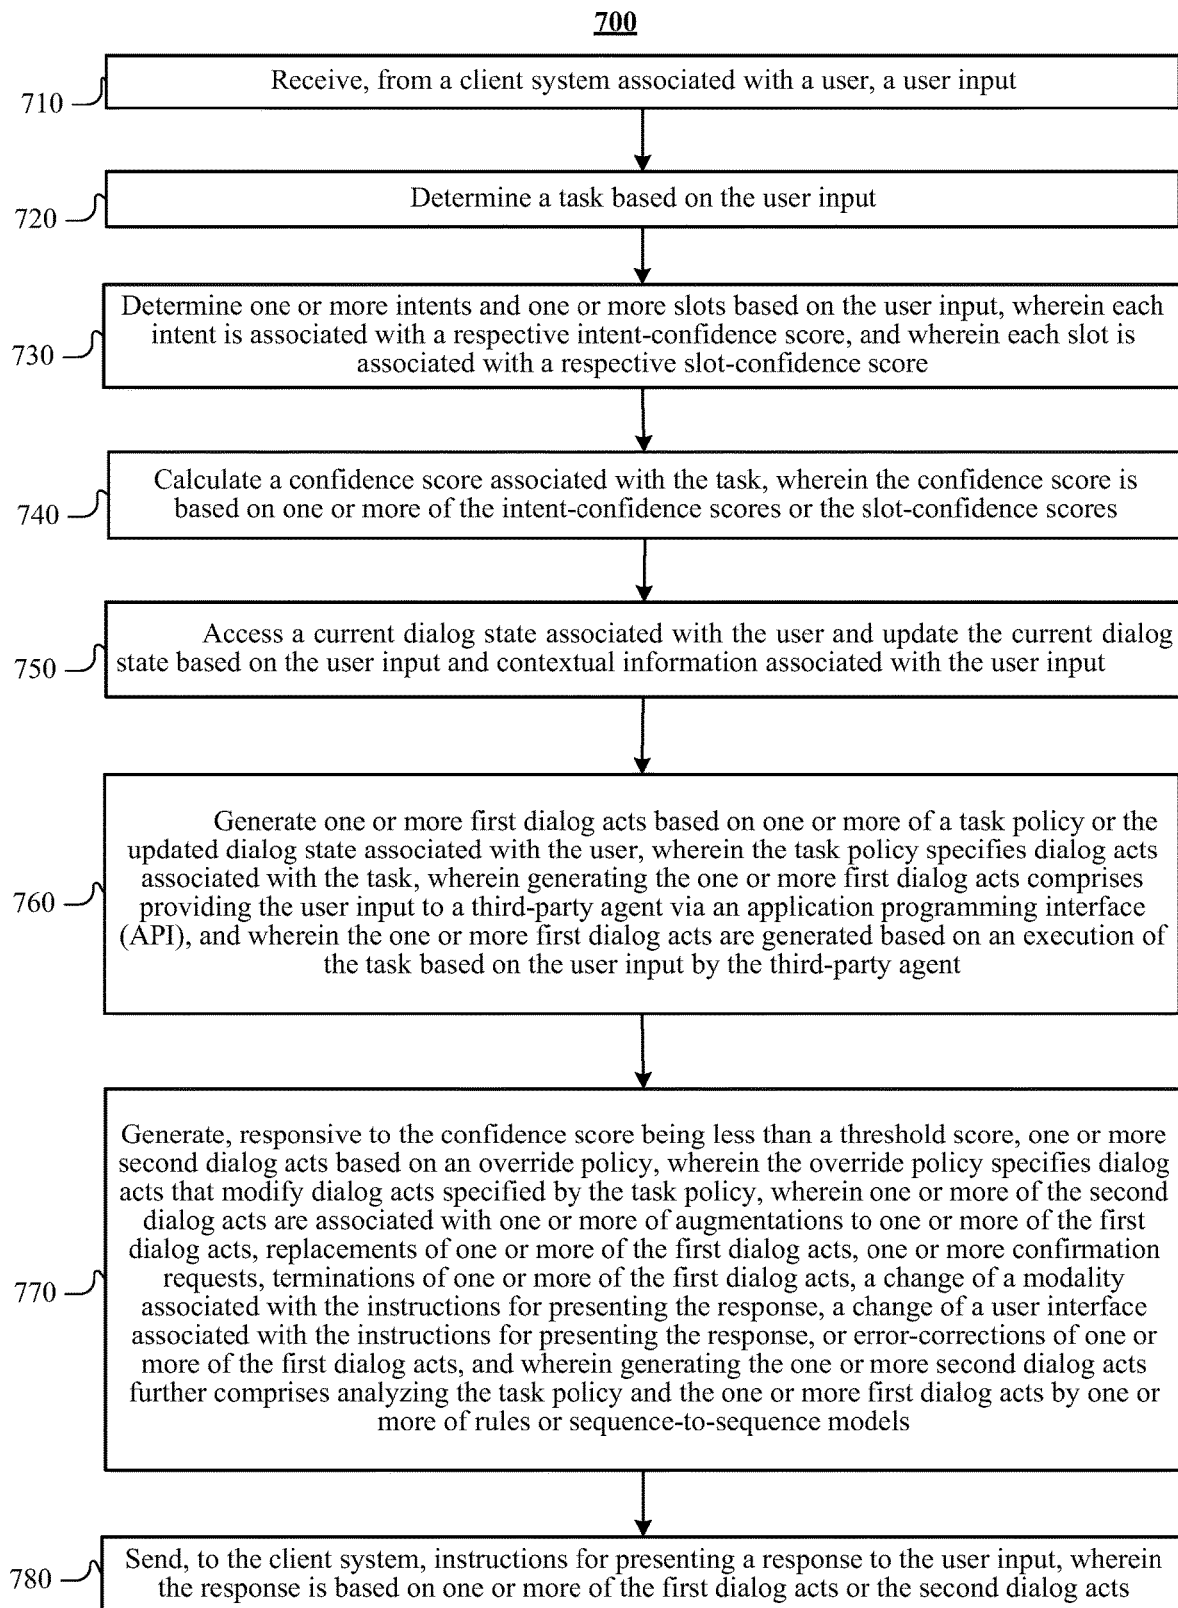 700
710
Receive, from a client system associated with a user, a user input
720
Determine a task based on the user input
730
Determine one or more intents and one or more slots based on the user input, wherein each
intent is associated with a respective intent-confidence score, and wherein each slot is
associated with a respective slot-confidence score
740
Calculate a confidence score associated with the task, wherein the confidence score is
based on one or more of the intent-confidence scores or the slot-confidence scores
750
Access a current dialog state associated with the user and update the current dialog
state based on the user input and contextual information associated with the user input
760
Generate one or more first dialog acts based on one or more of a task policy or the
updated dialog state associated with the user, wherein the task policy specifies dialog acts
associated with the task, wherein generating the one or more first dialog acts comprises
providing the user input to a third-party agent via an application programming interface
(API), and wherein the one or more first dialog acts are generated based on an execution of
the task based on the user input by the third-party agent
770
Generate, responsive to the confidence score being less than a threshold score, one or more
second dialog acts based on an override policy, wherein the override policy specifies dialog
acts that modify dialog acts specified by the task policy, wherein one or more of the second
dialog acts are associated with one or more of augmentations to one or more of the first
dialog acts, replacements of one or more of the first dialog acts, one or more confirmation
requests, terminations of one or more of the first dialog acts, a change of a modality
associated with the instructions for presenting the response, a change of a user interface
associated with the instructions for presenting the response, or error-corrections of one or
more of the first dialog acts, and wherein generating the one or more second dialog acts
further comprises analyzing the task policy and the one or more first dialog acts by one or
more of rules or sequence-to-sequence models
780
Send, to the client system, instructions for presenting a response to the user input, wherein
the response is based on one or more of the first dialog acts or the second dialog acts